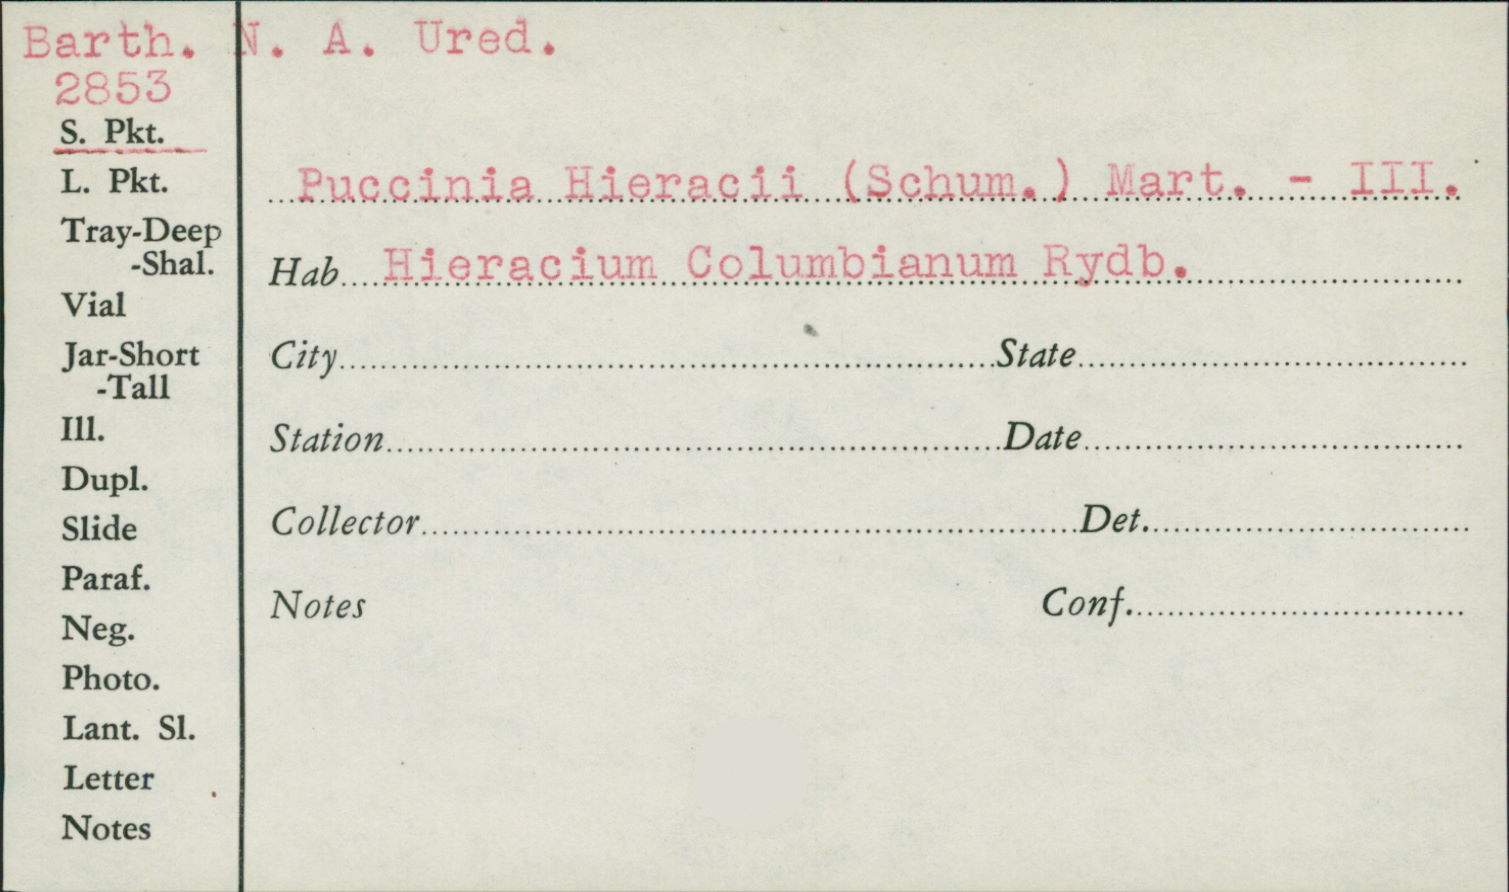 Barth. N. A. Ured.
2853
S. Pkt.
L. Pkt.
Tray-Deep
-Shal.
Vial
Jar-Short
-Tall
Ill.
Dupl.
Slide
Paraf.
Neg.
Photo.
Lant. Sl.
Letter
Notes
Puccinia Hieracii (Schum.) Mart. - III.
Hab Hieracium Columbianum Rydb.
City State
Station Date
Collector Det.
Notes Conf.